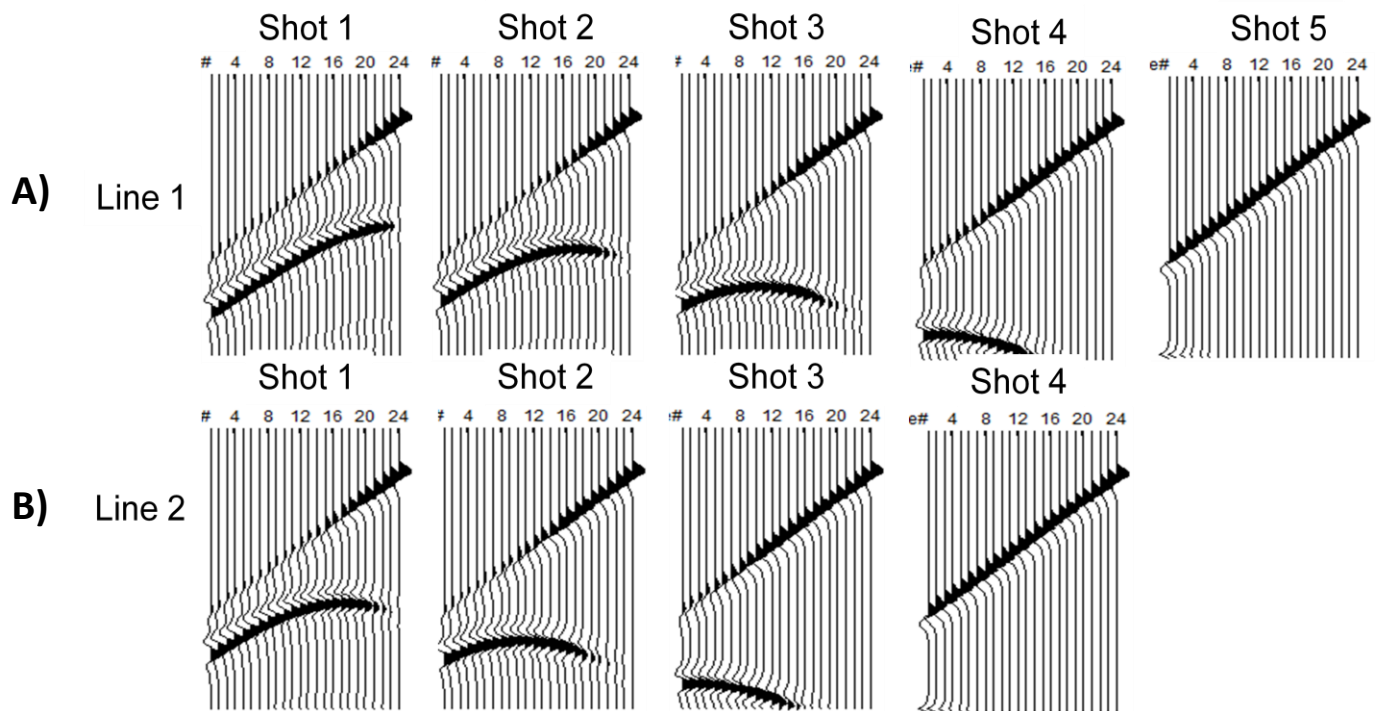 Shot 1 Shot 2 Shot 3 Shot 4 Shot 5
# 4 8 12 16 20 24 # 4 8 12 16 20 24 # 4 8 12 16 20 24 e# 4 8 12 16 20 24 e# 4 8 12 16 20 24
A) Line 1
Shot 1 Shot 2 Shot 3 Shot 4
# 4 8 12 16 20 24 # 4 8 12 16 20 24 e# 4 8 12 16 20 24 e# 4 8 12 16 20 24
B) Line 2